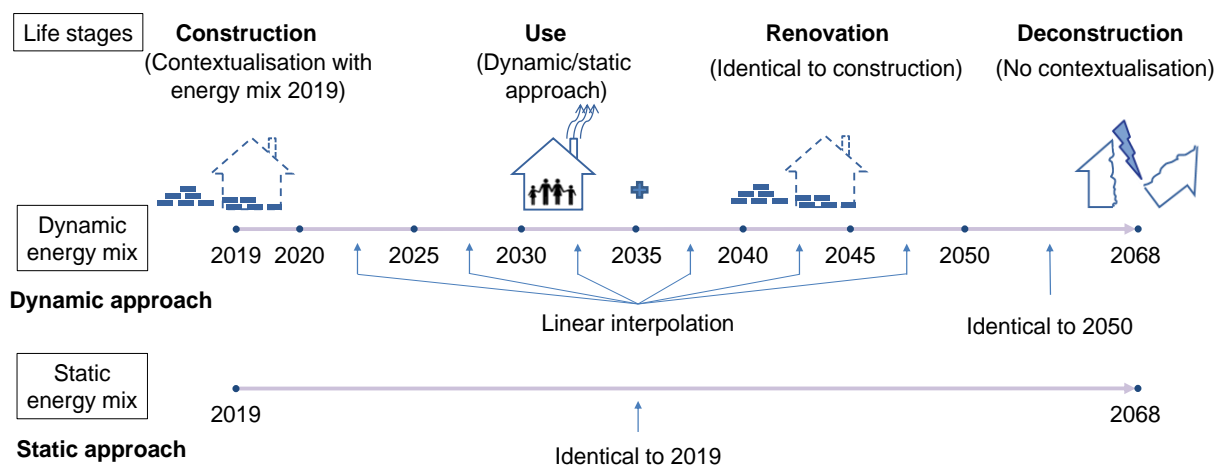 Life stages
Construction
(Contextualisation with
energy mix 2019)
Use
(Dynamic/static
approach)
Renovation
(Identical to construction)
Deconstruction
(No contextualisation)
Dynamic
energy mix
2019 2020 2025 2030 2035 2040 2045 2050 2068
Dynamic approach
Linear interpolation
Identical to 2050
Static
energy mix
2019 2068
Static approach
Identical to 2019